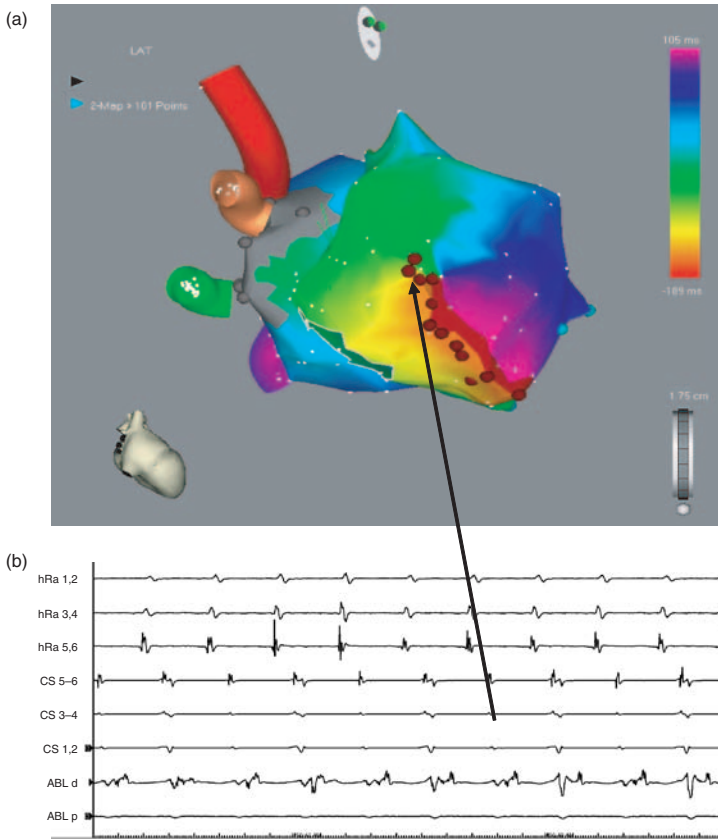 (a)
LAT
2-Map > 101 Points
105 ms
-189 ms
1.75 cm
(b)
hRa 1,2
hRa 3,4
hRa 5,6
CS 5–6
CS 3–4
CS 1,2
ABL d
ABL p